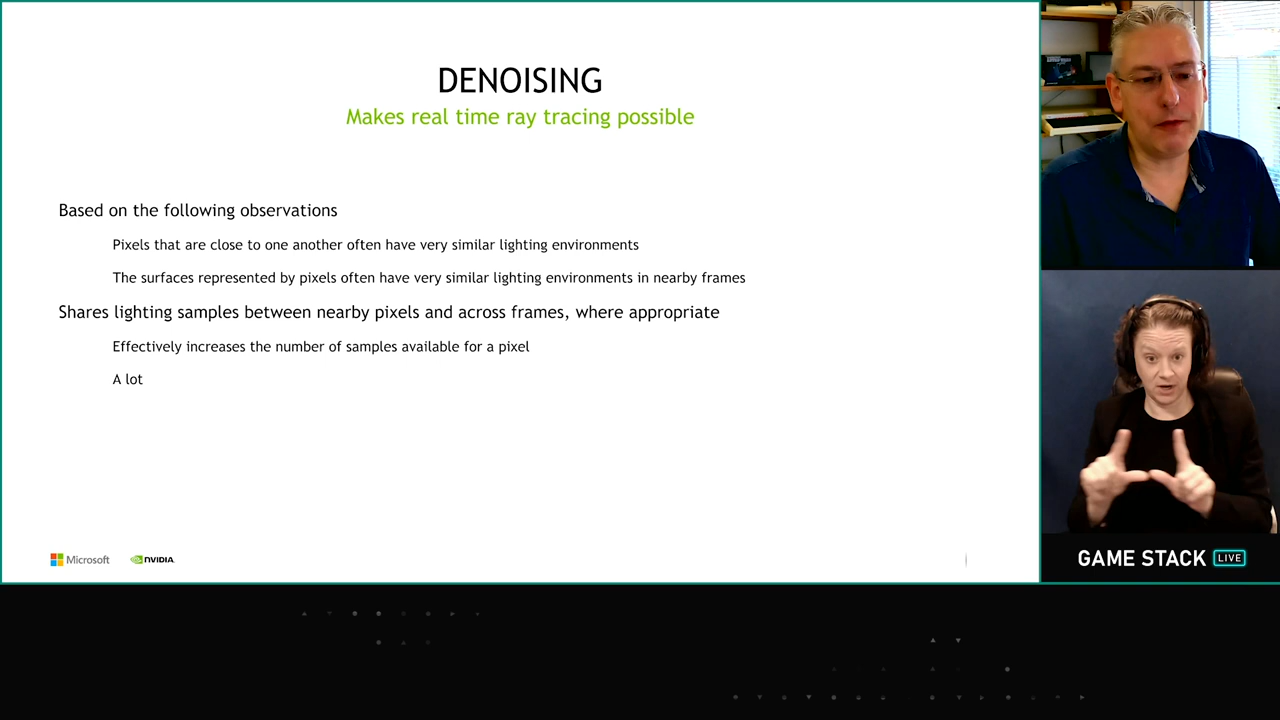 DENOISING
Makes real time ray tracing possible
Based on the following observations
Pixels that are close to one another often have very similar lighting environments
The surfaces represented by pixels often have very similar lighting environments in nearby frames
Shares lighting samples between nearby pixels and across frames, where appropriate
Effectively increases the number of samples available for a pixel
A lot
Microsoft
NVIDIA
GAME STACK LIVE